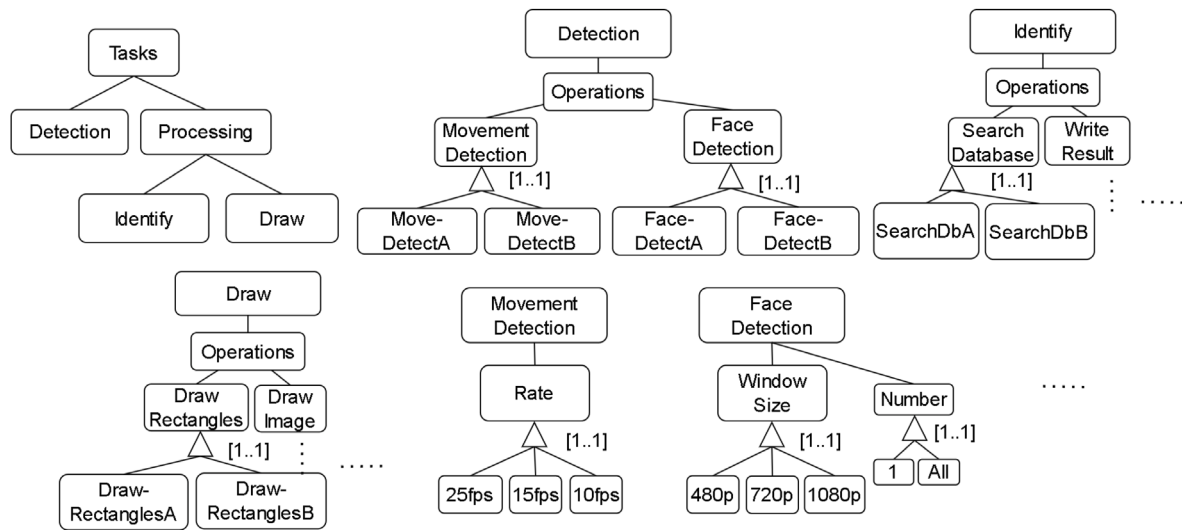 Tasks
Detection
Processing
Identify
Draw
Detection
Operations
Movement
Detection
Face
Detection
[1..1]
[1..1]
Move-
DetectA
Move-
DetectB
Face-
DetectA
Face-
DetectB
Identify
Operations
Search
Database
Write
Result
[1..1]
SearchDbA
SearchDbB
Draw
Operations
Draw
Rectangles
Draw
Image
[1..1]
Draw-
RectanglesA
Draw-
RectanglesB
Movement
Detection
Rate
[1..1]
25fps
15fps
10fps
Face
Detection
Window
Size
Number
[1..1]
[1..1]
480p
720p
1080p
1
All